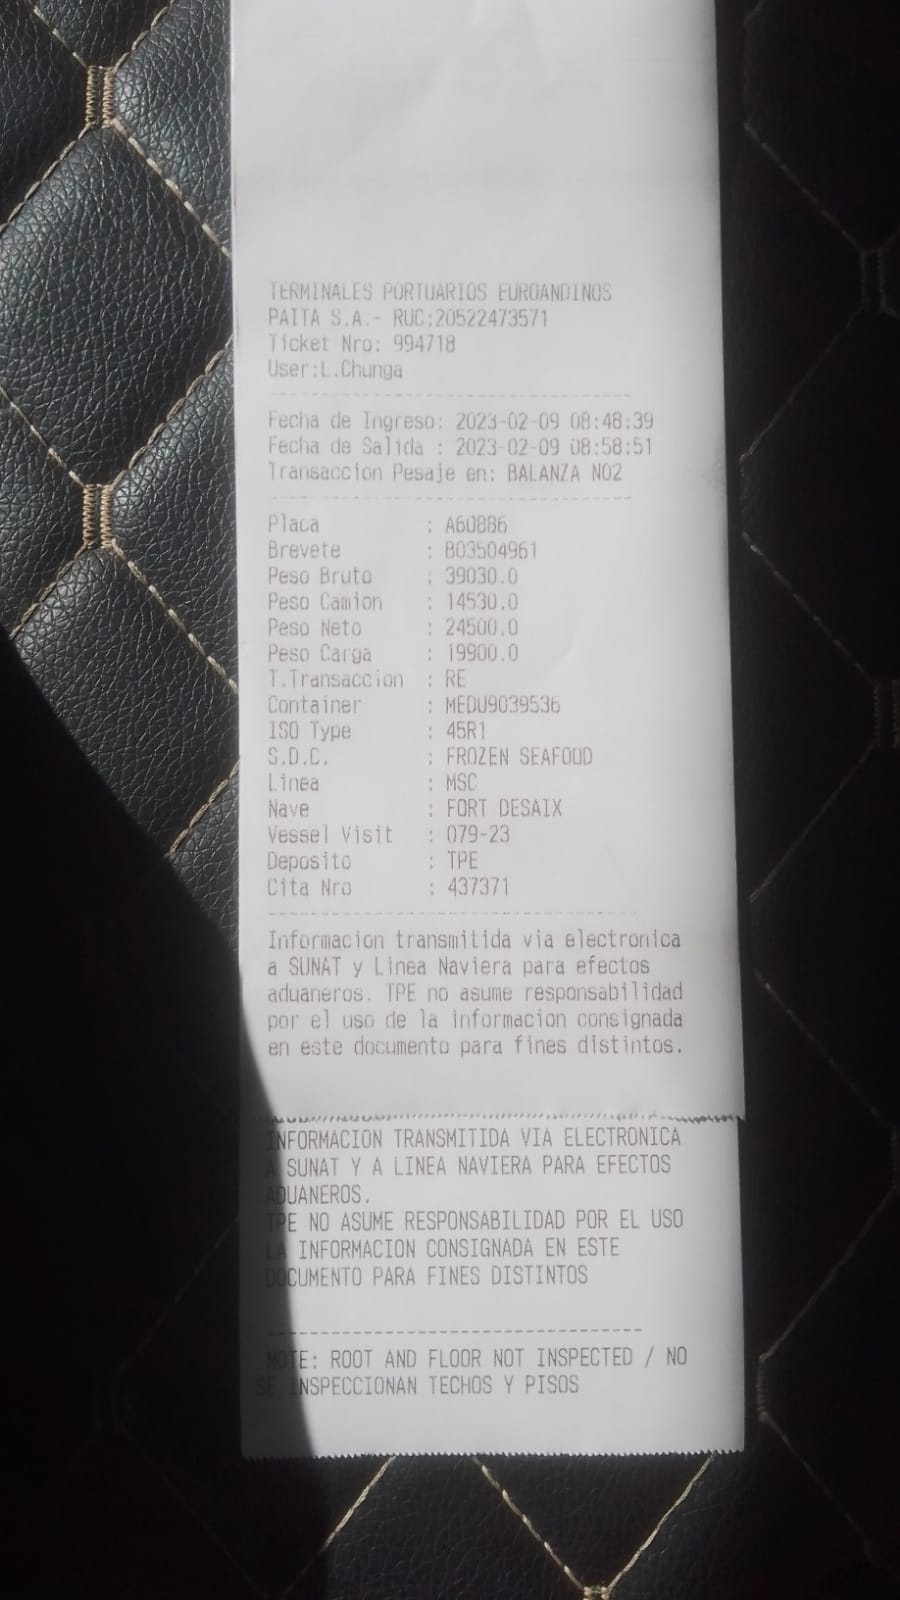 TERMINALES PORTUARIOS EUROANDINOS
PAITA S.A.- RUC:20522473571
Ticket Nro: 994718
User:L.Chunga
Fecha de Ingreso: 2023-02-09 08:48:39
Fecha de Salida : 2023-02-09 08:58:51
Transaccion Pesaje en: BALANZA NO2
Placa : A60886
Brevete : B03504961
Peso Bruto : 39030.0
Peso Camion : 14530.0
Peso Neto : 24500.0
Peso Carga : 19900.0
T.Transaccion : RE
Container : MEDU9039536
ISO Type : 45R1
S.D.C. : FROZEN SEAFOOD
Linea : MSC
Nave : FORT DESAIX
Vessel Visit : 079-23
Deposito : TPE
Cita Nro : 437371
Informacion transmitida via electronica
a SUNAT y Linea Naviera para efectos
aduaneros. TPE no asume responsabilidad
por el uso de la informacion consignada
en este documento para fines distintos.
INFORMACION TRANSMITIDA VIA ELECTRONICA
A SUNAT Y A LINEA NAVIERA PARA EFECTOS
ADUANEROS.
TPE NO ASUME RESPONSABILIDAD POR EL USO
LA INFORMACION CONSIGNADA EN ESTE
DOCUMENTO PARA FINES DISTINTOS
NOTE: ROOT AND FLOOR NOT INSPECTED / NO
SE INSPECCIONAN TECHOS Y PISOS